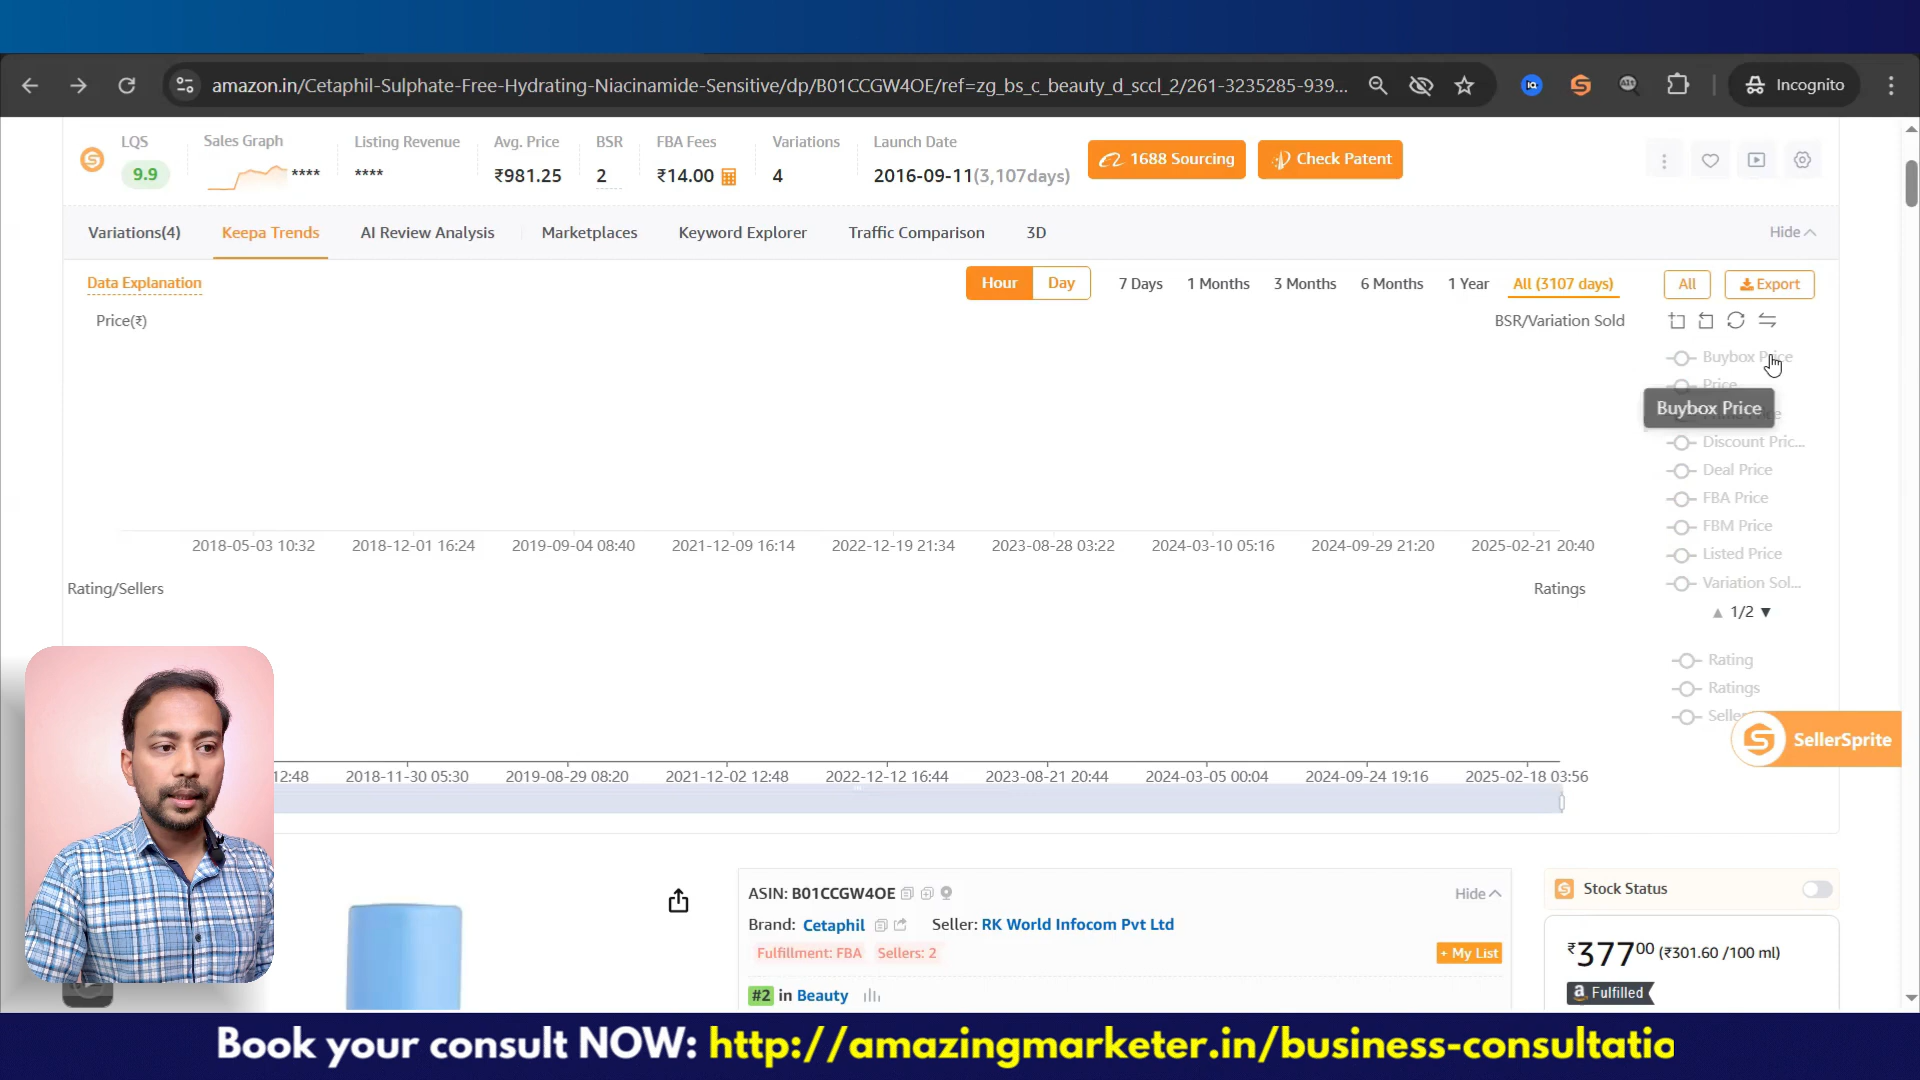 amazon.in/Cetaphil-Sulphate-Free-Hydrating-Niacinamide-Sensitive/dp/B01CCGW4OE/ref=zg_bs_c_beauty_d_sccl_2/261-3235285-939...
Incognito
LQS
Sales Graph
Listing Revenue
Avg. Price
BSR
FBA Fees
Variations
Launch Date
9.9
****
****
₹981.25
2
₹14.00
4
2016-09-11(3,107days)
1688 Sourcing
Check Patent
Variations(4)
Keepa Trends
AI Review Analysis
Marketplaces
Keyword Explorer
Traffic Comparison
3D
Hide
Data Explanation
Hour
Day
7 Days
1 Months
3 Months
6 Months
1 Year
All (3107 days)
All
Export
Price(₹)
BSR/Variation Sold
Buybox Price
Price
Buybox Price
Discount Pric...
Deal Price
FBA Price
FBM Price
Listed Price
Variation Sol...
1/2
2018-05-03 10:32
2018-12-01 16:24
2019-09-04 08:40
2021-12-09 16:14
2022-12-19 21:34
2023-08-28 03:22
2024-03-10 05:16
2024-09-29 21:20
2025-02-21 20:40
Rating/Sellers
Ratings
Rating
Ratings
SellerSprite
12:48
2018-11-30 05:30
2019-08-29 08:20
2021-12-02 12:48
2022-12-12 16:44
2023-08-21 20:44
2024-03-05 00:04
2024-09-24 19:16
2025-02-18 03:56
ASIN: B01CCGW4OE
Hide
Brand: Cetaphil
Seller: RK World Infocom Pvt Ltd
Fulfillment: FBA
Sellers: 2
+ My List
#2 in Beauty
Stock Status
₹377.00 (₹301.60 /100 ml)
a Fulfilled
Book your consult NOW: http://amazingmarketer.in/business-consultatio